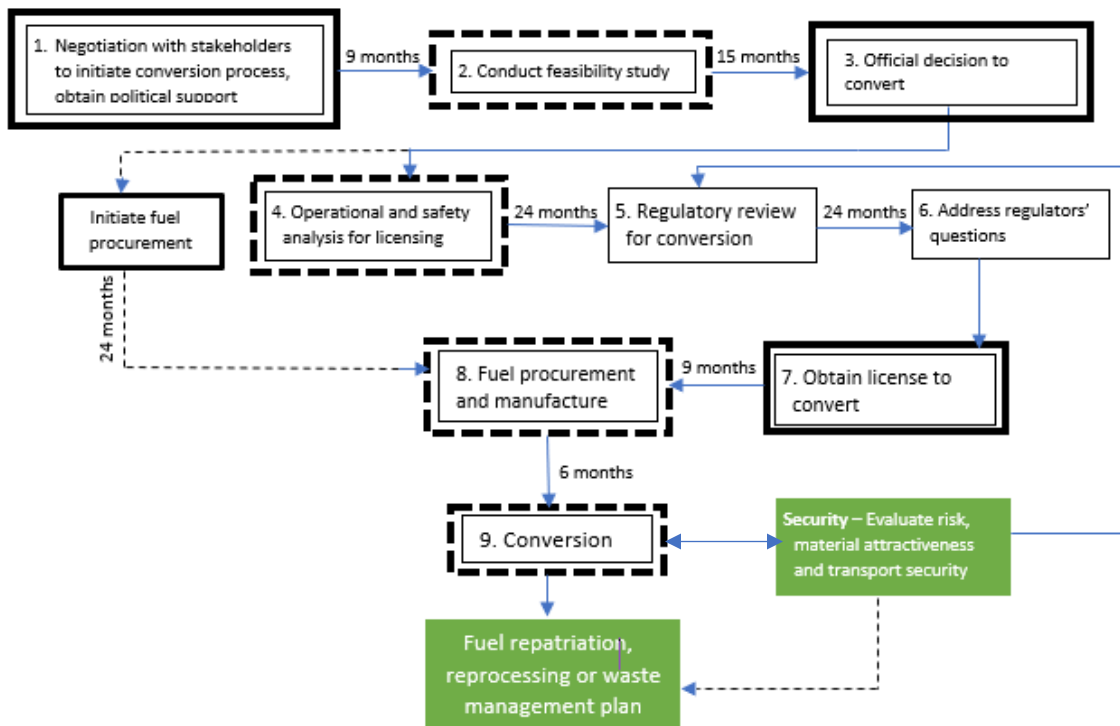 1. Negotiation with stakeholders
to initiate conversion process,
obtain political support
9 months
2. Conduct feasibility study
15 months
3. Official decision to
convert
Initiate fuel
procurement
4. Operational and safety
analysis for licensing
24 months
5. Regulatory review
for conversion
24 months
6. Address regulators’
questions
24 months
8. Fuel procurement
and manufacture
9 months
7. Obtain license to
convert
6 months
9. Conversion
Security – Evaluate risk,
material attractiveness
and transport security
Fuel repatriation,
reprocessing or waste
management plan